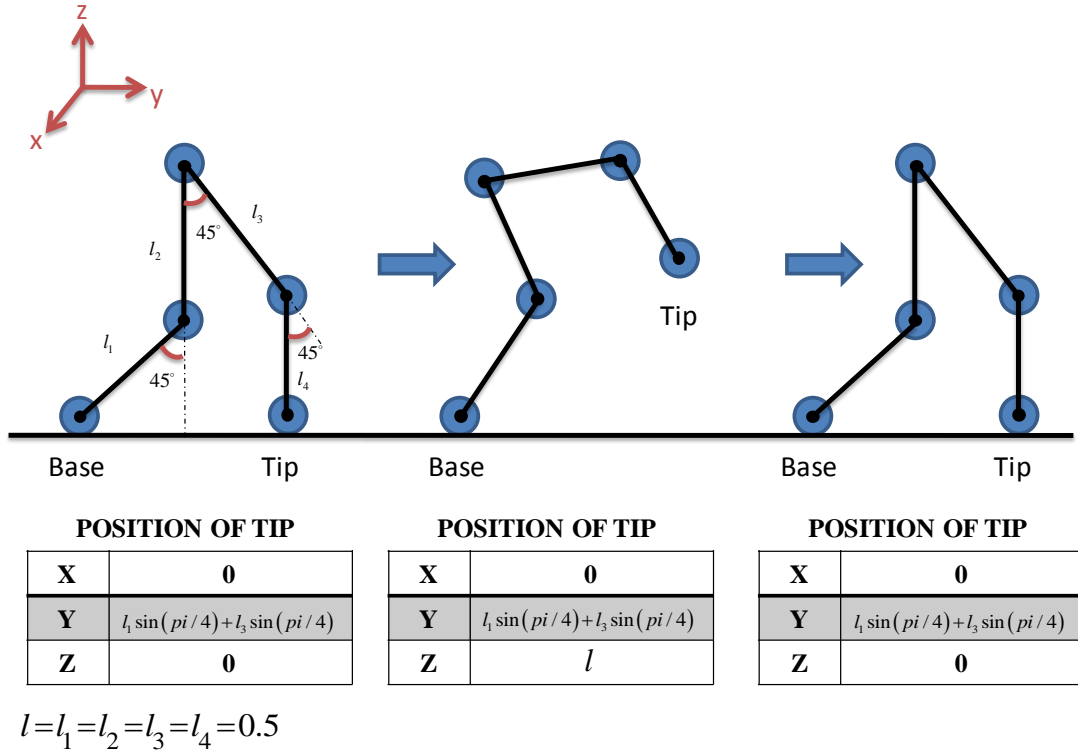 z
y
x
l₃
45°
l₂
l₁
45°
45°
l₄
Tip
Base Tip
Base
Base Tip
POSITION OF TIP
X 0
Y l₁ sin(pi/4)+l₃ sin(pi/4)
Z 0
POSITION OF TIP
X 0
Y l₁ sin(pi/4)+l₃ sin(pi/4)
Z l
POSITION OF TIP
X 0
Y l₁ sin(pi/4)+l₃ sin(pi/4)
Z 0
l=l₁=l₂=l₃=l₄=0.5